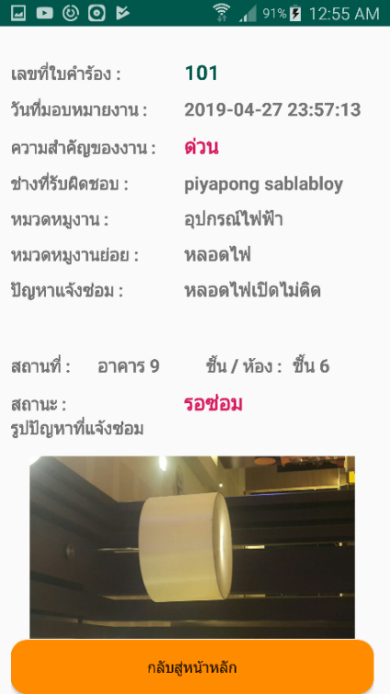 91% 12:55 AM
เลขที่ใบคำร้อง : 101
วันที่มอบหมายงาน : 2019-04-27 23:57:13
ความสำคัญของงาน : ด่วน
ช่างที่รับผิดชอบ : piyapong sablabloy
หมวดหมู่งาน : อุปกรณ์ไฟฟ้า
หมวดหมู่งานย่อย : หลอดไฟ
ปัญหาแจ้งซ่อม : หลอดไฟเปิดไม่ติด
สถานที่ : อาคาร 9 ชั้น / ห้อง : ชั้น 6
สถานะ : รอซ่อม
รูปปัญหาที่แจ้งซ่อม
กลับสู่หน้าหลัก